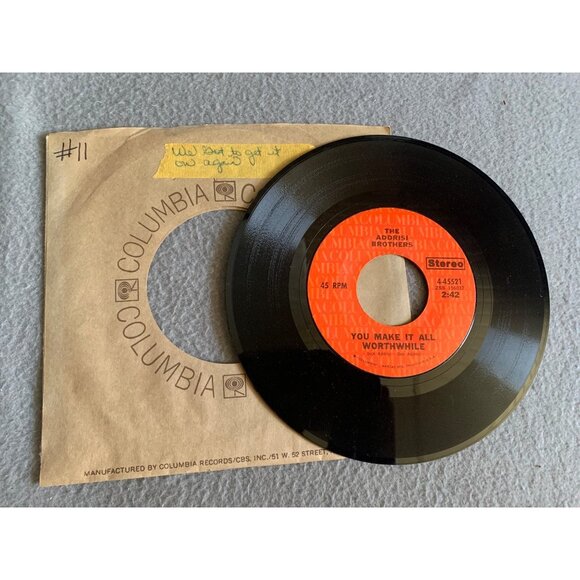 #11
We Got to get it
on again
COLUMBIA
COLUMBIA
COLUMBIA
MANUFACTURED BY COLUMBIA RECORDS/CBS, INC./51 W. 52 STREET,
COLUMBIA
THE
ADDRISI
BROTHERS
Stereo
45 RPM
4-45521
2:42
YOU MAKE IT ALL
WORTHWHILE